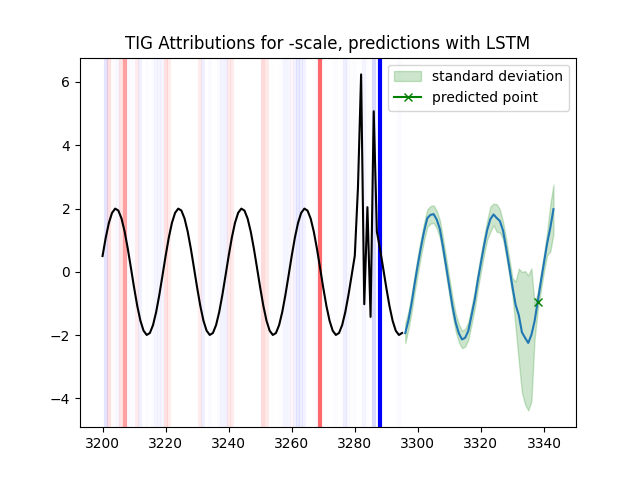 TIG Attributions for -scale, predictions with LSTM
standard deviation
predicted point
6
4
2
0
−2
−4
3200 3220 3240 3260 3280 3300 3320 3340